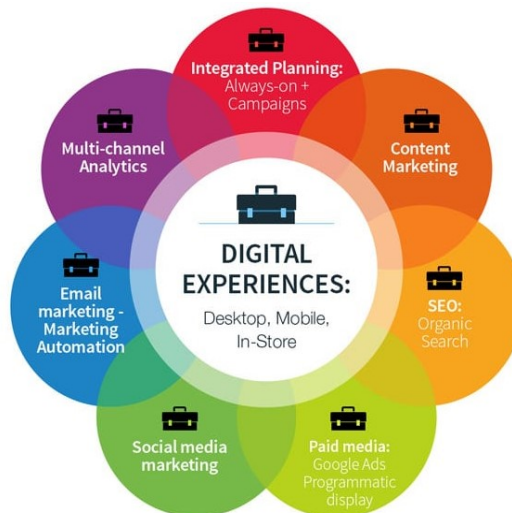 Integrated Planning:
Always-on +
Campaigns
Multi-channel
Analytics
Content
Marketing
DIGITAL
EXPERIENCES:
Desktop, Mobile,
In-Store
Email
marketing -
Marketing
Automation
SEO:
Organic
Search
Social media
marketing
Paid media:
Google Ads
Programmatic
display